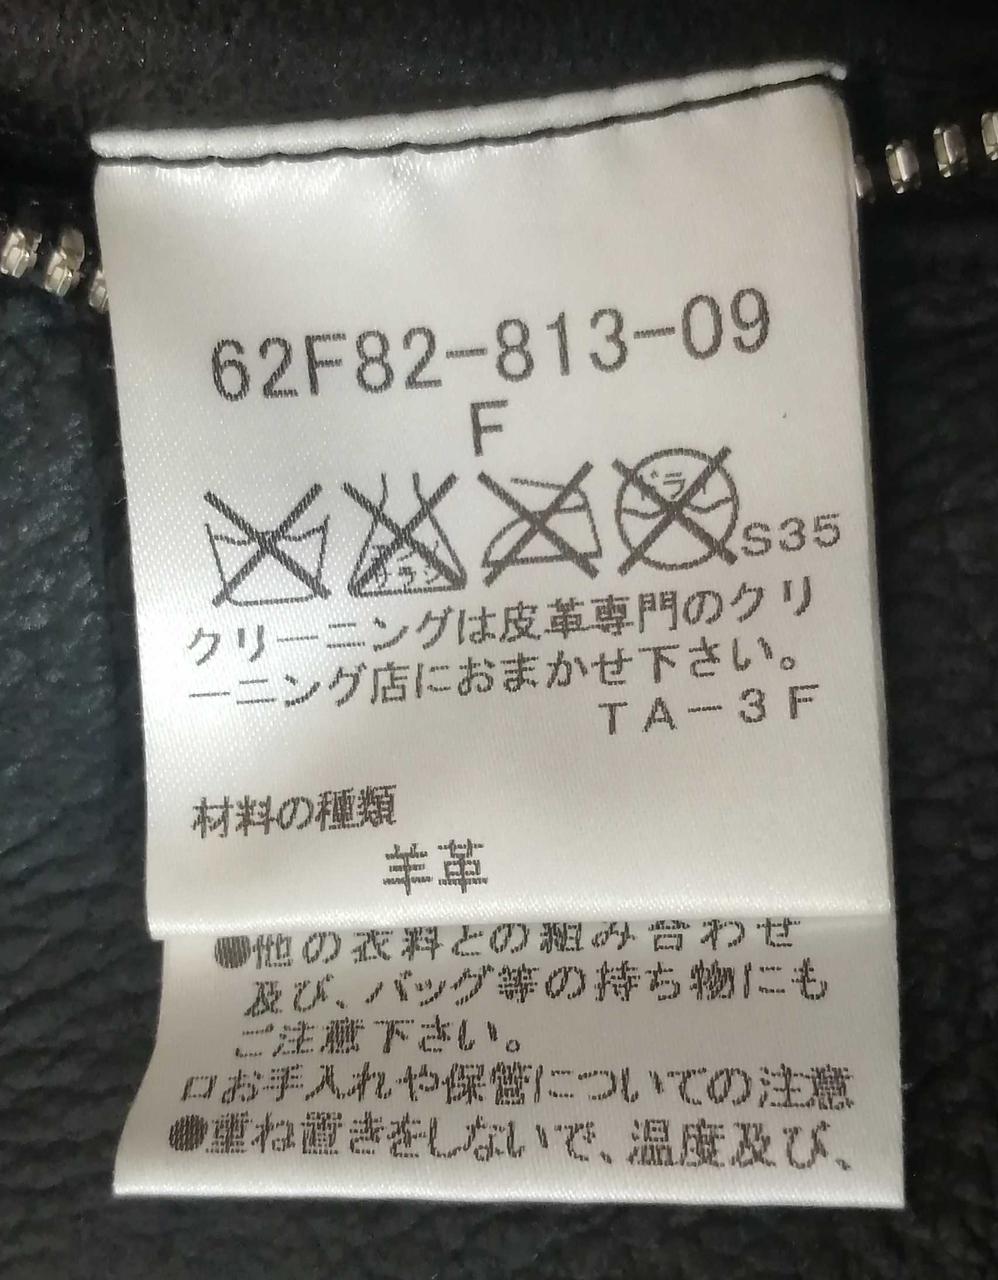 62F82-813-09
F
S35
クリーニングは皮革専門のクリ
ーニング店におまかせ下さい。
TA-3F
材料の種類
羊革
●他の衣料との組み合わせ
及び、バッグ等の持ち物にも
ご注意下さい。
ロお手入れや保管についての注意
●重ね置きをしないで、温度及び、